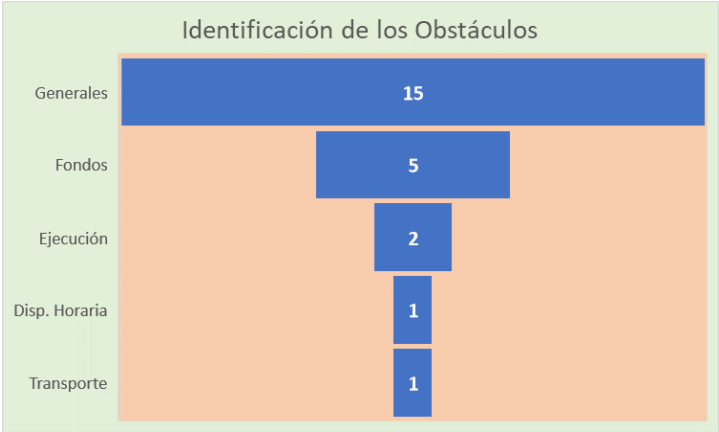 Identificación de los Obstáculos
Generales 15
Fondos 5
Ejecución 2
Disp. Horaria 1
Transporte 1